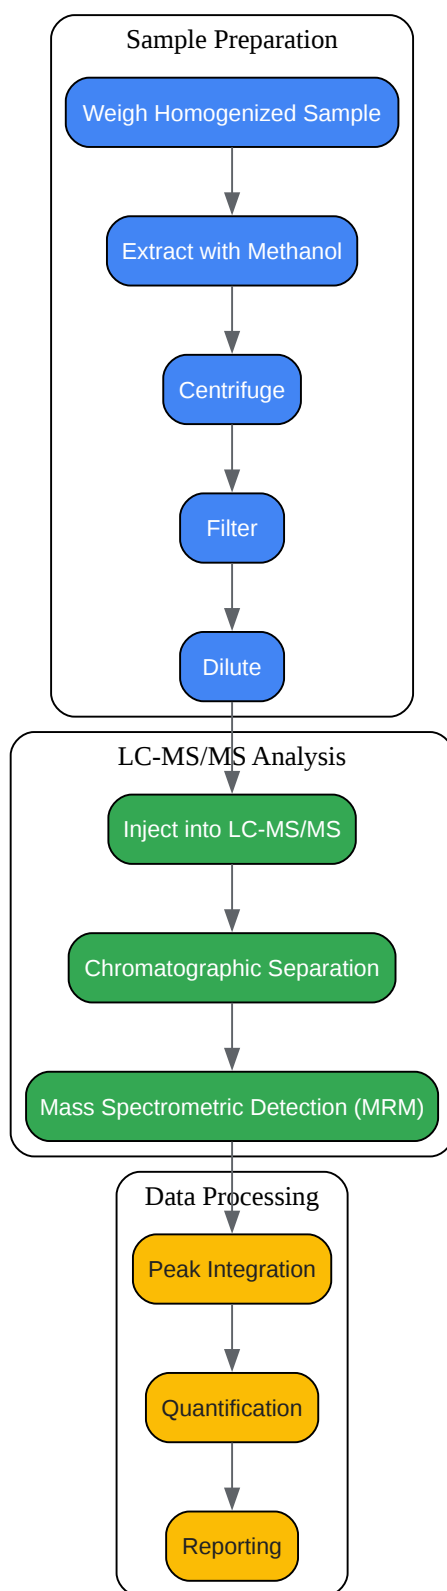 Sample Preparation
Weigh Homogenized Sample
Extract with Methanol
Centrifuge
Filter
Dilute
LC-MS/MS Analysis
Inject into LC-MS/MS
Chromatographic Separation
Mass Spectrometric Detection (MRM)
Data Processing
Peak Integration
Quantification
Reporting